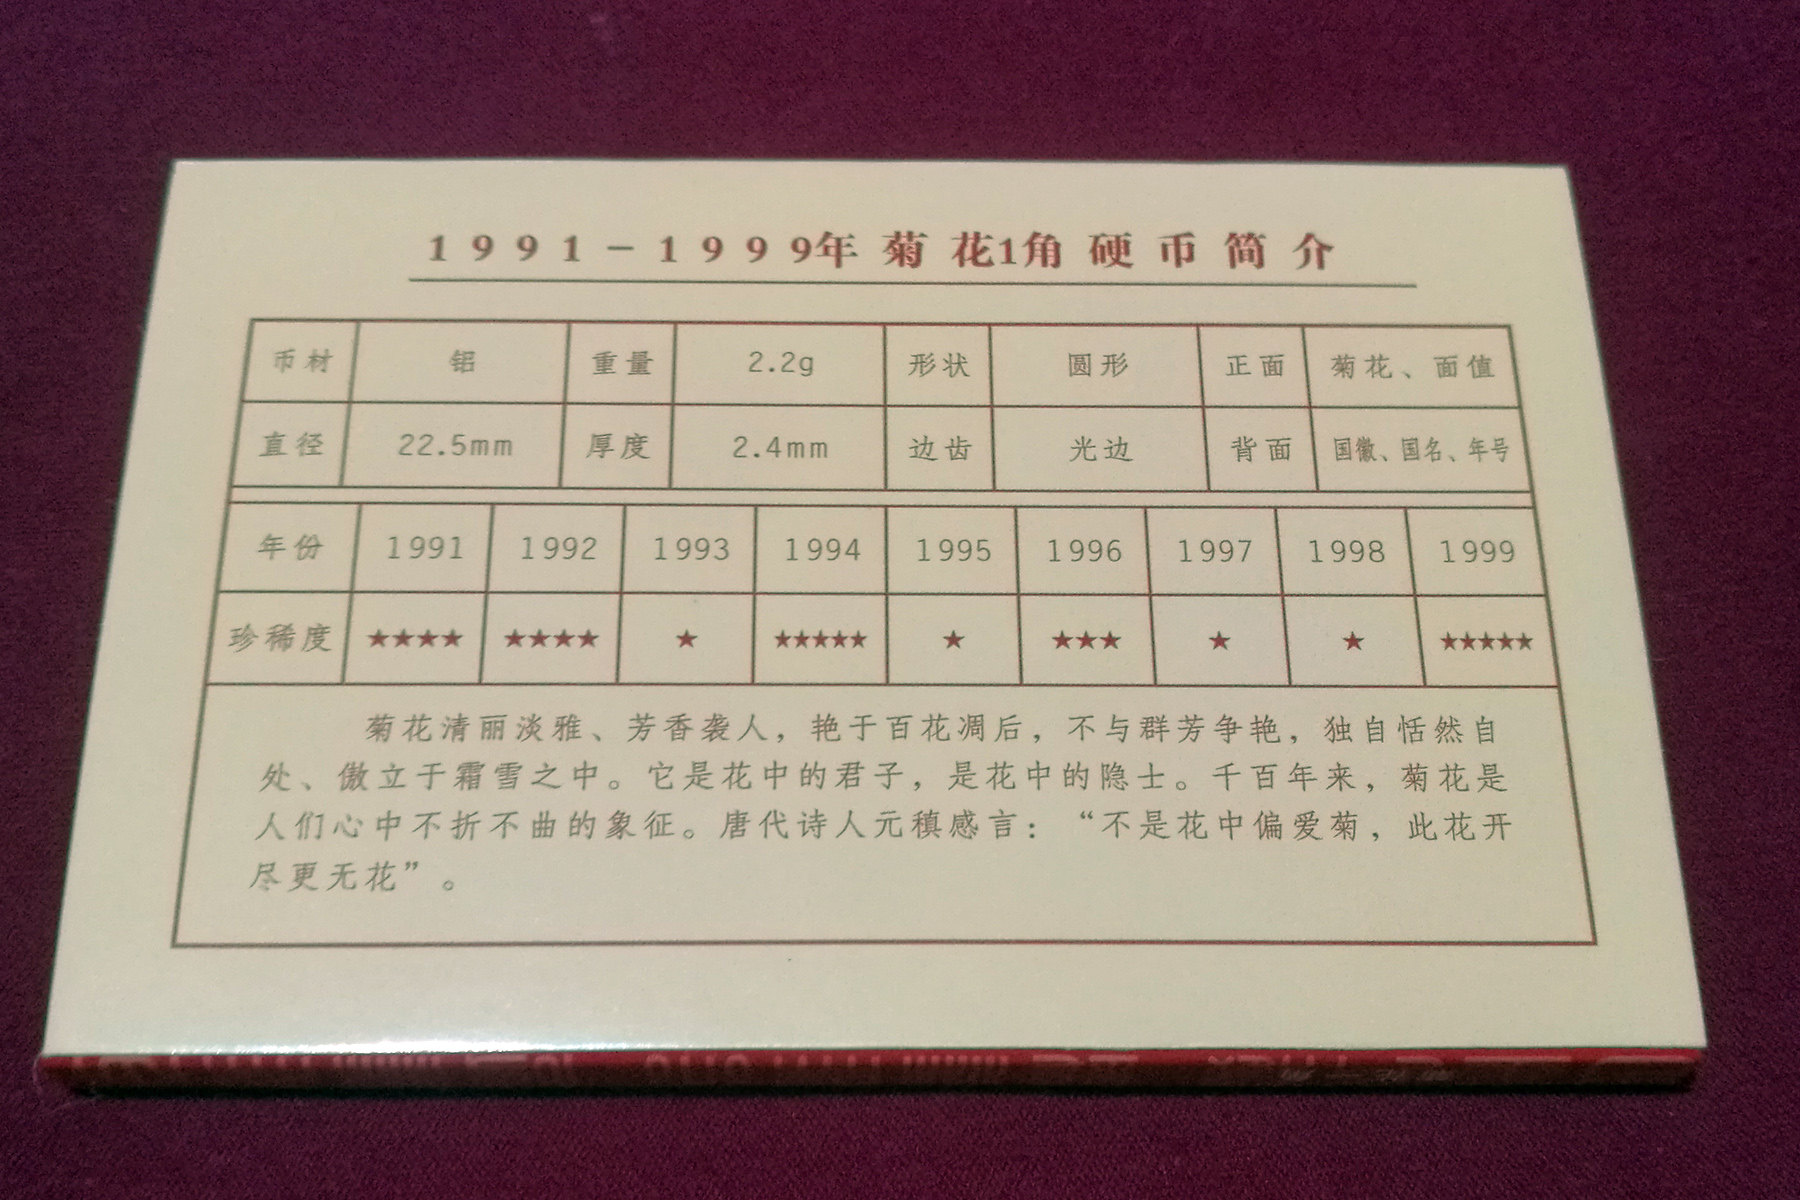 1991－1999年菊花1角硬币简介
币材 铝 重量 2.2g 形状 圆形 正面 菊花、面值
直径 22.5mm 厚度 2.4mm 边齿 光边 背面 国徽、国名、年号
年份 1991 1992 1993 1994 1995 1996 1997 1998 1999
珍稀度 ★★★★ ★★★★ ★ ★★★★★ ★ ★★★ ★ ★ ★★★★★
菊花清丽淡雅、芳香袭人，艳于百花凋后，不与群芳争艳，独自恬然自
处、傲立于霜雪之中。它是花中的君子，是花中的隐士。千百年来，菊花是
人们心中不折不曲的象征。唐代诗人元稹感言：“不是花中偏爱菊，此花开
尽更无花”。